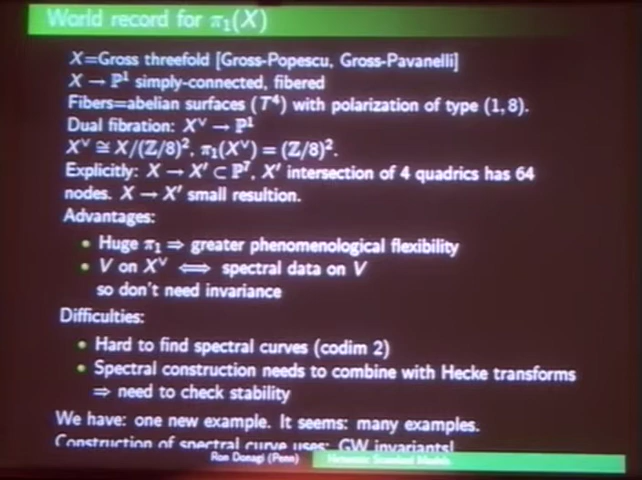 World record for π₁(X)
X=Gross threefold [Gross-Popescu, Gross-Pavanelli]
X → ℙ¹ simply-connected, fibered
Fibers=abelian surfaces (T⁴) with polarization of type (1,8).
Dual fibration: X^∨ → ℙ¹
X^∨ ≅ X/(ℤ/8)², π₁(X^∨) = (ℤ/8)².
Explicitly: X → X′ ⊂ ℙ⁷, X′ intersection of 4 quadrics has 64
nodes. X → X′ small resultion.
Advantages:
• Huge π₁ ⇒ greater phenomenological flexibility
• V on X^∨ ⟺ spectral data on V
so don't need invariance
Difficulties:
• Hard to find spectral curves (codim 2)
• Spectral construction needs to combine with Hecke transforms
⇒ need to check stability
We have: one new example. It seems: many examples.
Construction of spectral curve uses: GW invariants!
Ron Donagi (Penn) Heterotic Standard Models